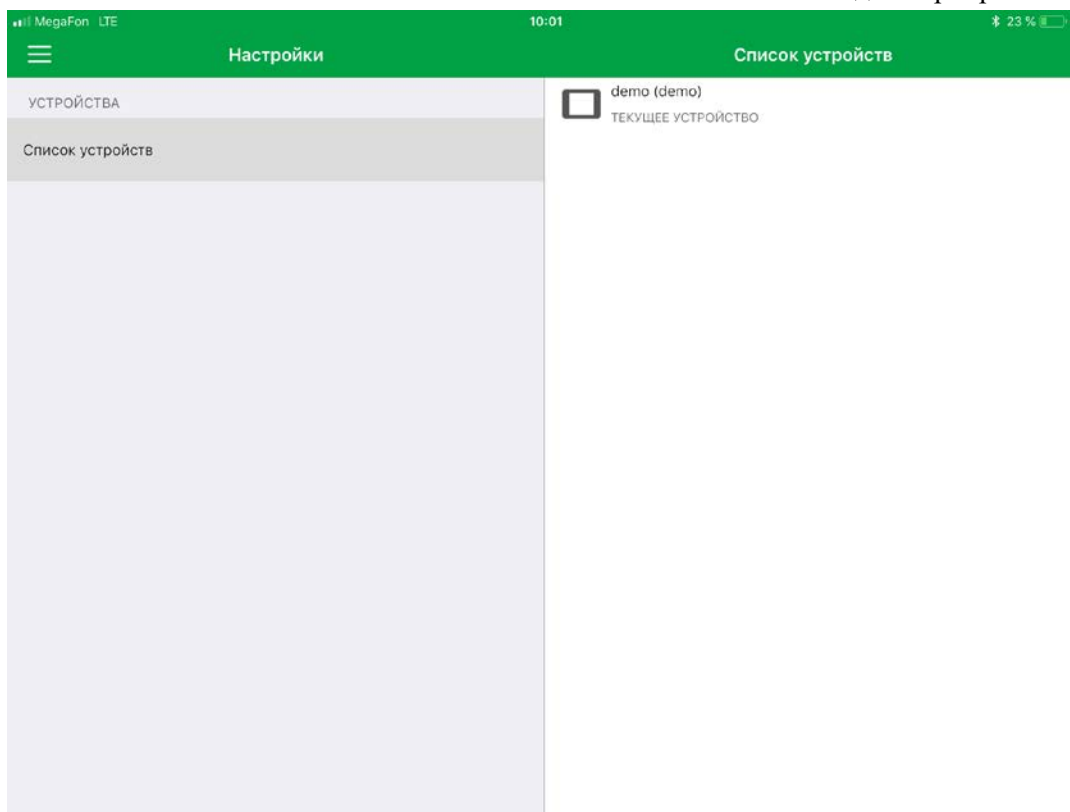 MegaFon LTE
10:01
23 %
Настройки
Список устройств
УСТРОЙСТВА
Список устройств
demo (demo)
ТЕКУЩЕЕ УСТРОЙСТВО